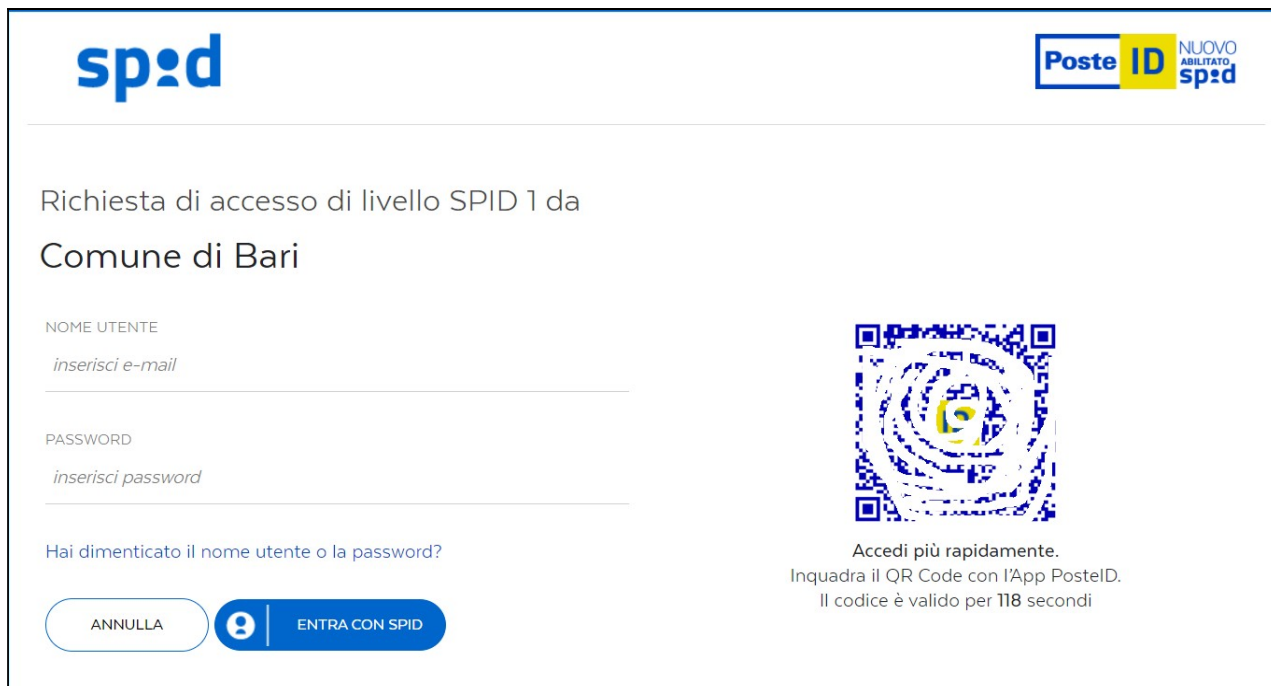 spid
Poste ID NUOVO
ABILITATO
spid
Richiesta di accesso di livello SPID 1 da
Comune di Bari
NOME UTENTE
inserisci e-mail
PASSWORD
inserisci password
Hai dimenticato il nome utente o la password?
ANNULLA
ENTRA CON SPID
Accedi più rapidamente.
Inquadra il QR Code con l'App PosteID.
Il codice è valido per 118 secondi